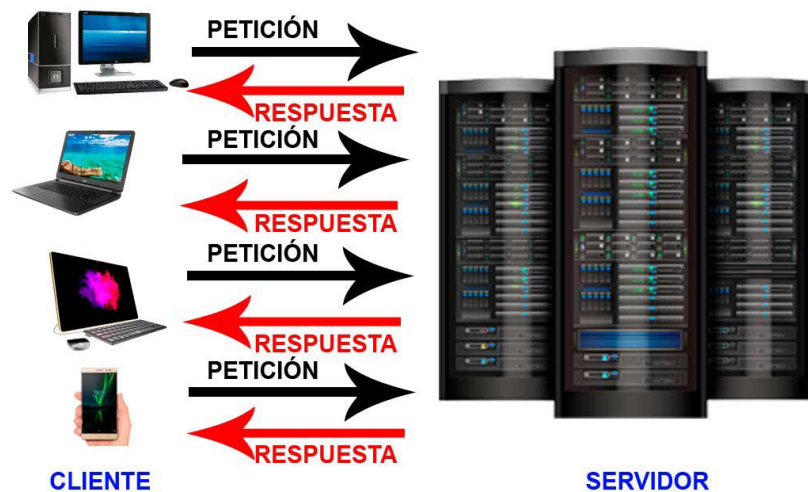 PETICIÓN
RESPUESTA
PETICIÓN
RESPUESTA
PETICIÓN
RESPUESTA
PETICIÓN
RESPUESTA
CLIENTE
SERVIDOR